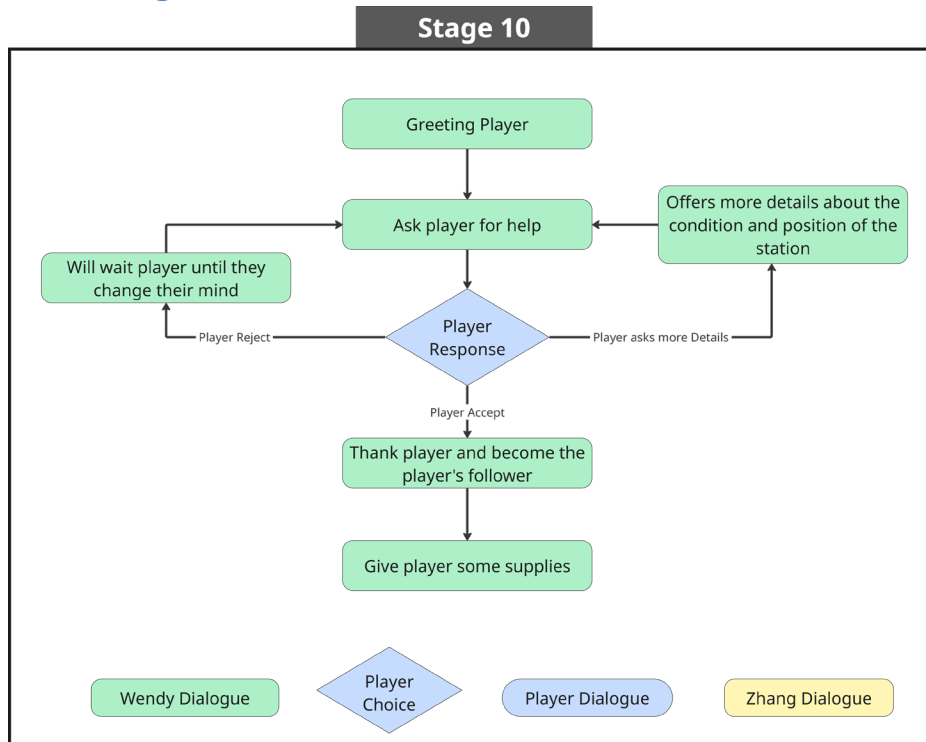 Stage 10
Greeting Player
Ask player for help
Offers more details about the
condition and position of the
station
Will wait player until they
change their mind
Player
Response
Player Reject
Player asks more Details
Player Accept
Thank player and become the
player's follower
Give player some supplies
Wendy Dialogue
Player
Choice
Player Dialogue
Zhang Dialogue